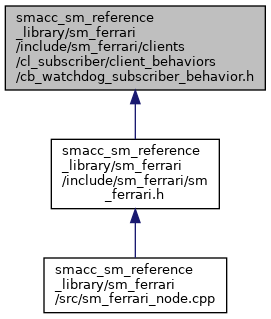 smacc_sm_reference
_library/sm_ferrari
/include/sm_ferrari/clients
/cl_subscriber/client_behaviors
/cb_watchdog_subscriber_behavior.h
smacc_sm_reference
_library/sm_ferrari
/include/sm_ferrari/sm
_ferrari.h
smacc_sm_reference
_library/sm_ferrari
/src/sm_ferrari_node.cpp